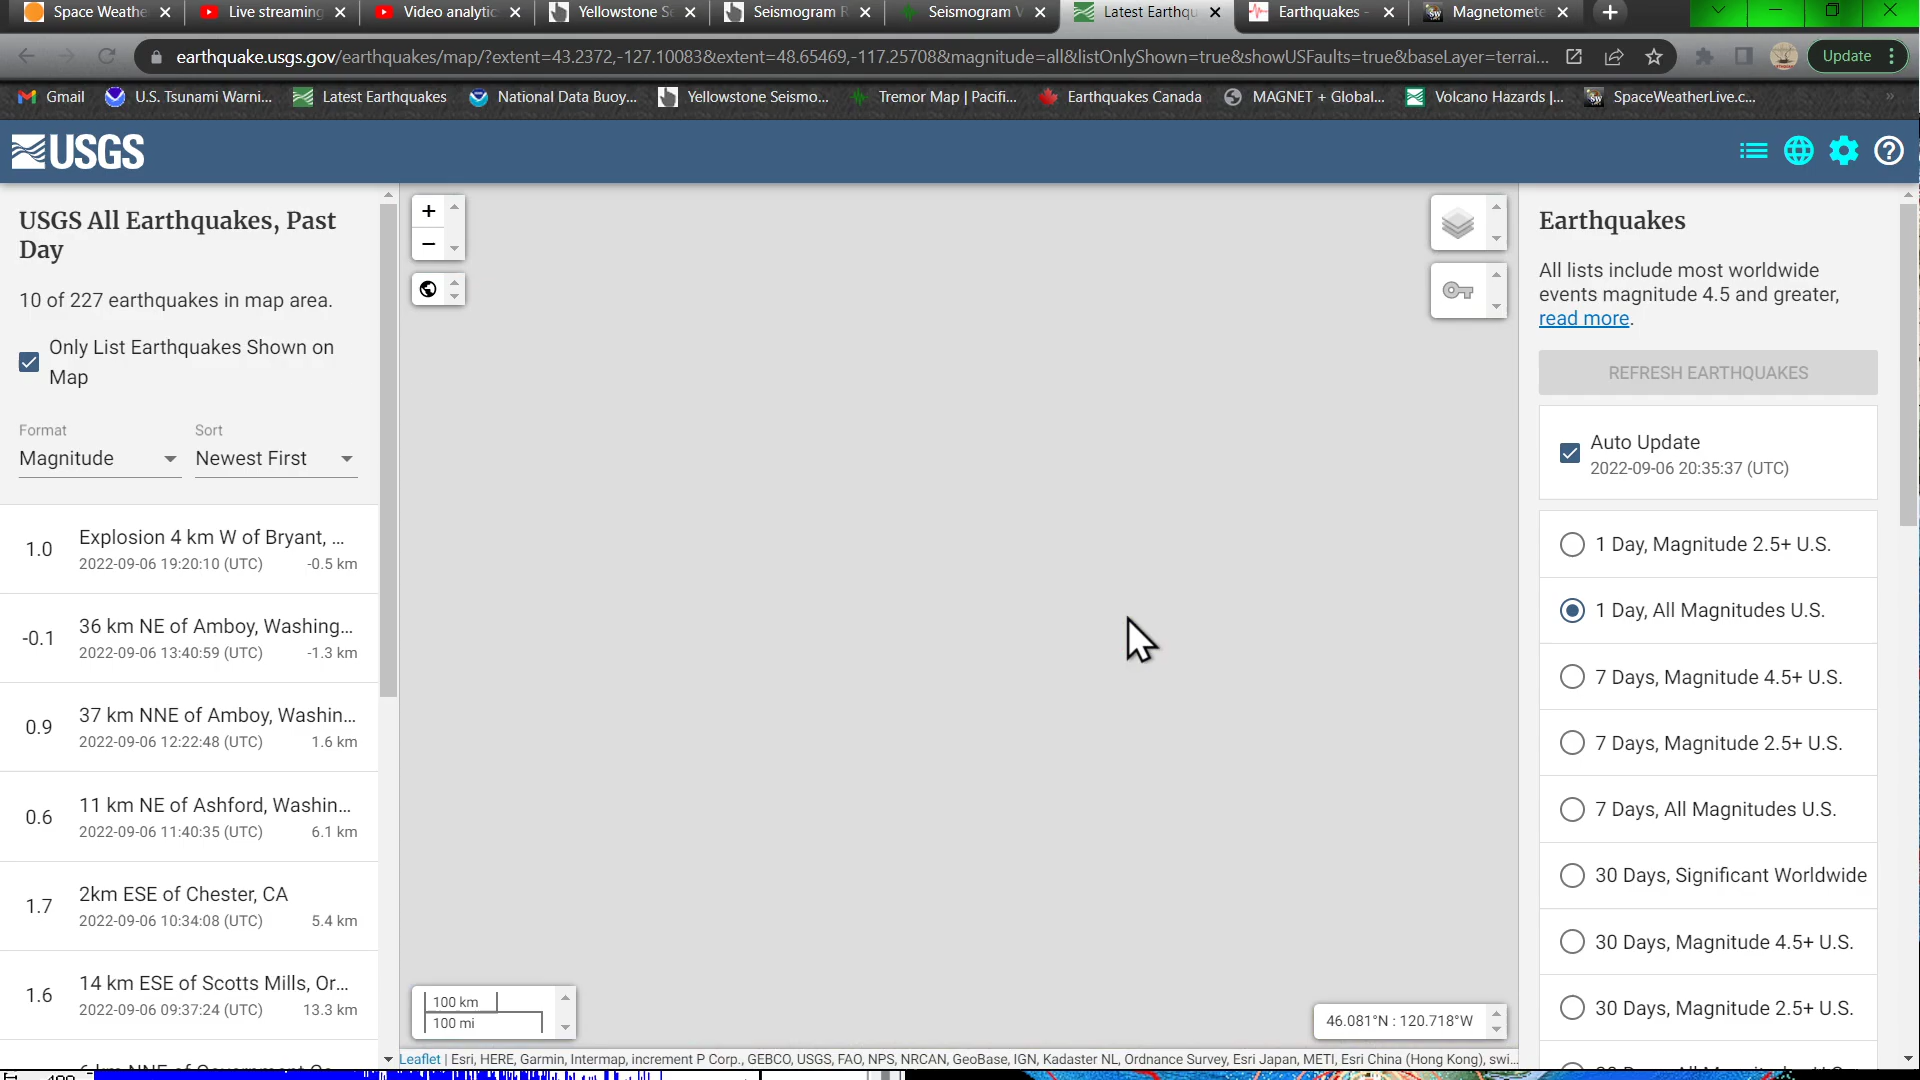 Space Weathe
Live streaming
Video analytic
Yellowstone Se
Seismogram R
Seismogram V
Latest Earthqu
Earthquakes -
Magnetomete
earthquake.usgs.gov/earthquakes/map/?extent=43.2372,-127.10083&extent=48.65469,-117.25708&magnitude=all&listOnlyShown=true&showUSFaults=true&baseLayer=terrai...
Update
Gmail
U.S. Tsunami Warni...
Latest Earthquakes
National Data Buoy...
Yellowstone Seismo...
Tremor Map | Pacifi...
Earthquakes Canada
MAGNET + Global...
Volcano Hazards |...
SpaceWeatherLive.c...
USGS
USGS All Earthquakes, Past
Day
10 of 227 earthquakes in map area.
Only List Earthquakes Shown on
Map
Format
Sort
Magnitude
Newest First
1.0
Explosion 4 km W of Bryant, ...
2022-09-06 19:20:10 (UTC)
-0.5 km
-0.1
36 km NE of Amboy, Washing...
2022-09-06 13:40:59 (UTC)
-1.3 km
0.9
37 km NNE of Amboy, Washin...
2022-09-06 12:22:48 (UTC)
1.6 km
0.6
11 km NE of Ashford, Washin...
2022-09-06 11:40:35 (UTC)
6.1 km
1.7
2km ESE of Chester, CA
2022-09-06 10:34:08 (UTC)
5.4 km
1.6
14 km ESE of Scotts Mills, Or...
2022-09-06 09:37:24 (UTC)
13.3 km
100 km
100 mi
46.081°N : 120.718°W
Leaflet | Esri, HERE, Garmin, Intermap, increment P Corp., GEBCO, USGS, FAO, NPS, NRCAN, GeoBase, IGN, Kadaster NL, Ordnance Survey, Esri Japan, METI, Esri China (Hong Kong), swi...
Earthquakes
All lists include most worldwide
events magnitude 4.5 and greater,
read more.
REFRESH EARTHQUAKES
Auto Update
2022-09-06 20:35:37 (UTC)
1 Day, Magnitude 2.5+ U.S.
1 Day, All Magnitudes U.S.
7 Days, Magnitude 4.5+ U.S.
7 Days, Magnitude 2.5+ U.S.
7 Days, All Magnitudes U.S.
30 Days, Significant Worldwide
30 Days, Magnitude 4.5+ U.S.
30 Days, Magnitude 2.5+ U.S.